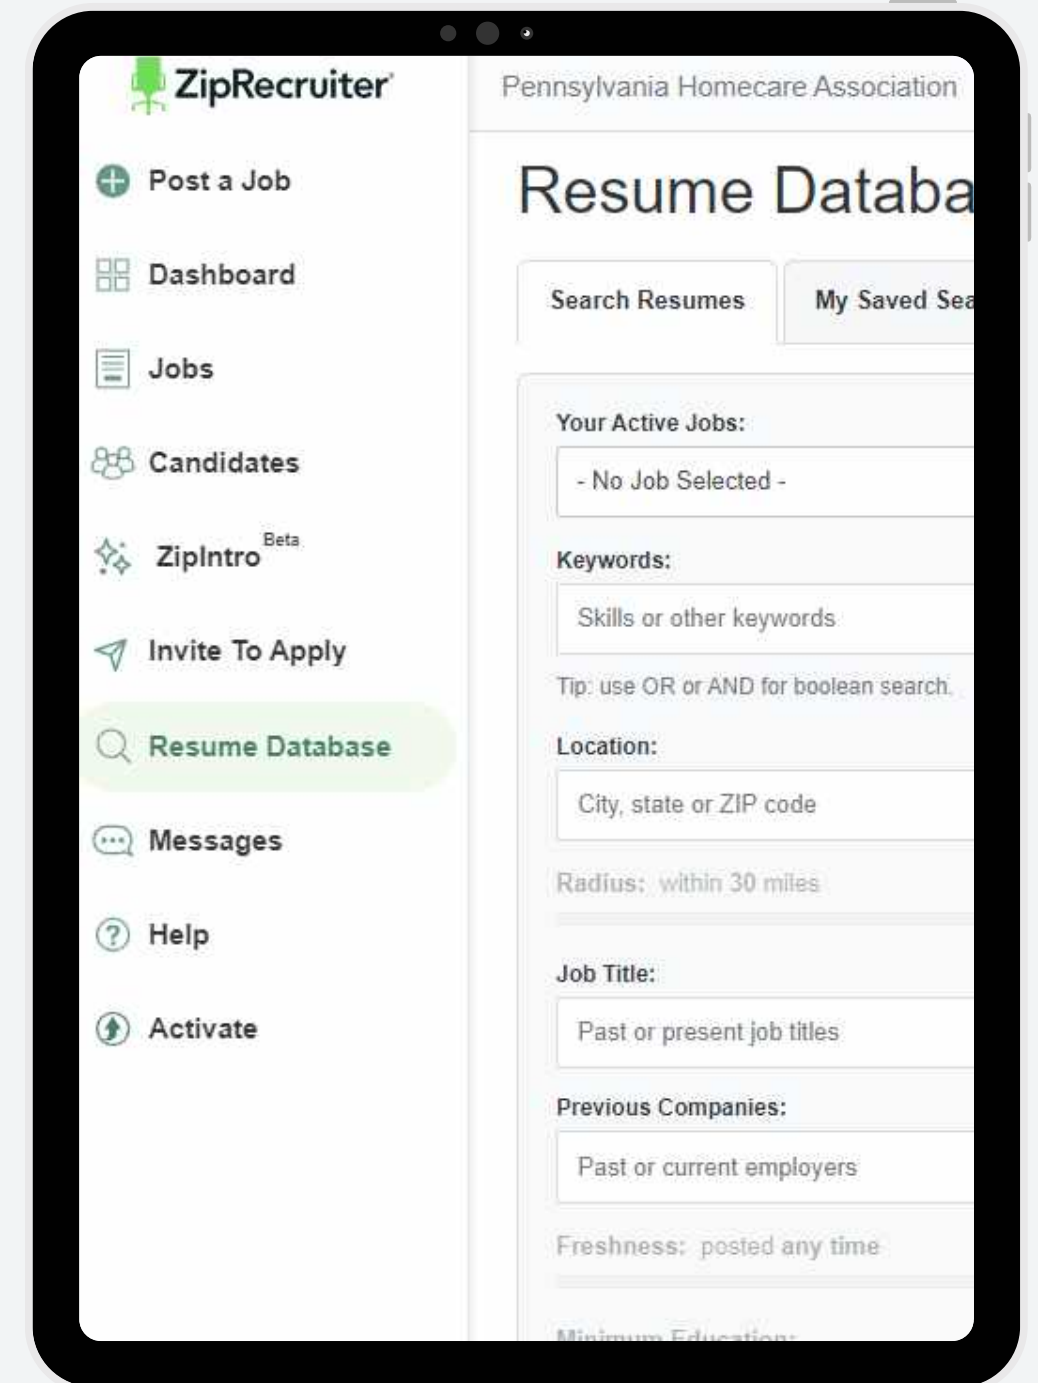 ZipRecruiter
Pennsylvania Homecare Association
Post a Job
Dashboard
Jobs
Candidates
ZipIntro Beta
Invite To Apply
Resume Database
Messages
Help
Activate
Resume Databa
Search Resumes
My Saved Sea
Your Active Jobs:
- No Job Selected -
Keywords:
Skills or other keywords
Tip: use OR or AND for boolean search.
Location:
City, state or ZIP code
Radius: within 30 miles
Job Title:
Past or present job titles
Previous Companies:
Past or current employers
Freshness: posted any time
Minimum Education: